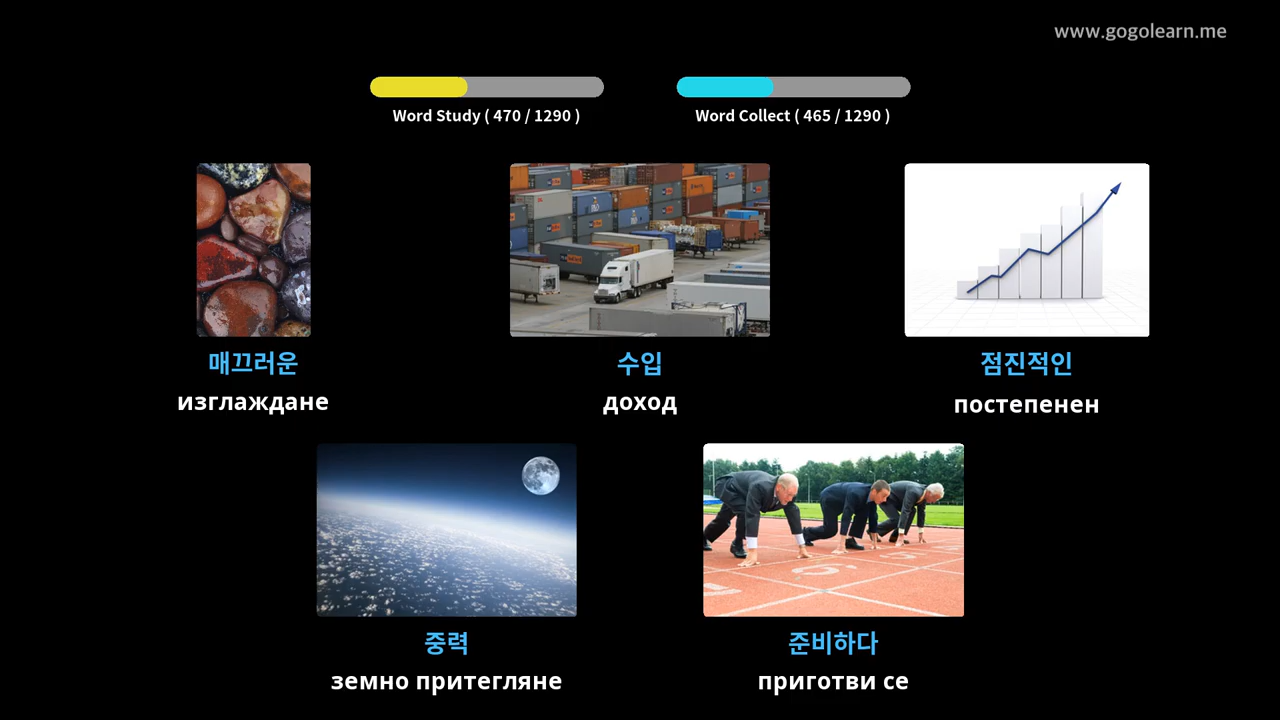 www.gogolearn.me
Word Study ( 470 / 1290 )
Word Collect ( 465 / 1290 )
매끄러운
수입
점진적인
изглаждане
доход
постепенен
중력
준비하다
земно притегляне
приготви се